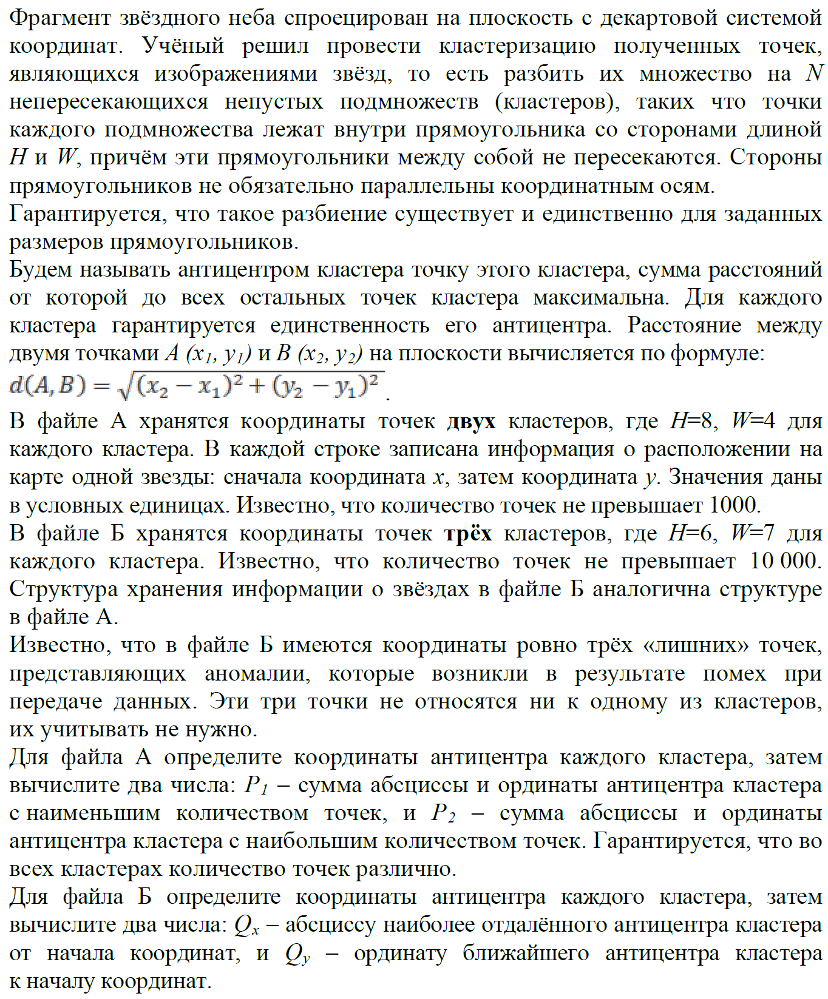 Фрагмент звёздного неба спроецирован на плоскость с декартовой системой
координат. Учёный решил провести кластеризацию полученных точек,
являющихся изображениями звёзд, то есть разбить их множество на N
непересекающихся непустых подмножеств (кластеров), таких что точки
каждого подмножества лежат внутри прямоугольника со сторонами длиной
H и W, причём эти прямоугольники между собой не пересекаются. Стороны
прямоугольников не обязательно параллельны координатным осям.
Гарантируется, что такое разбиение существует и единственно для заданных
размеров прямоугольников.
Будем называть антицентром кластера точку этого кластера, сумма расстояний
от которой до всех остальных точек кластера максимальна. Для каждого
кластера гарантируется единственность его антицентра. Расстояние между
двумя точками A (x₁, y₁) и B (x₂, y₂) на плоскости вычисляется по формуле:
d(A, B) = √(x₂ − x₁)² + (y₂ − y₁)² .
В файле А хранятся координаты точек двух кластеров, где H=8, W=4 для
каждого кластера. В каждой строке записана информация о расположении на
карте одной звезды: сначала координата x, затем координата y. Значения даны
в условных единицах. Известно, что количество точек не превышает 1000.
В файле Б хранятся координаты точек трёх кластеров, где H=6, W=7 для
каждого кластера. Известно, что количество точек не превышает 10 000.
Структура хранения информации о звёздах в файле Б аналогична структуре
в файле А.
Известно, что в файле Б имеются координаты ровно трёх «лишних» точек,
представляющих аномалии, которые возникли в результате помех при
передаче данных. Эти три точки не относятся ни к одному из кластеров,
их учитывать не нужно.
Для файла А определите координаты антицентра каждого кластера, затем
вычислите два числа: P₁ – сумма абсциссы и ординаты антицентра кластера
с наименьшим количеством точек, и P₂ – сумма абсциссы и ординаты
антицентра кластера с наибольшим количеством точек. Гарантируется, что во
всех кластерах количество точек различно.
Для файла Б определите координаты антицентра каждого кластера, затем
вычислите два числа: Qₓ – абсциссу наиболее отдалённого антицентра кластера
от начала координат, и Qᵧ – ординату ближайшего антицентра кластера
к началу координат.